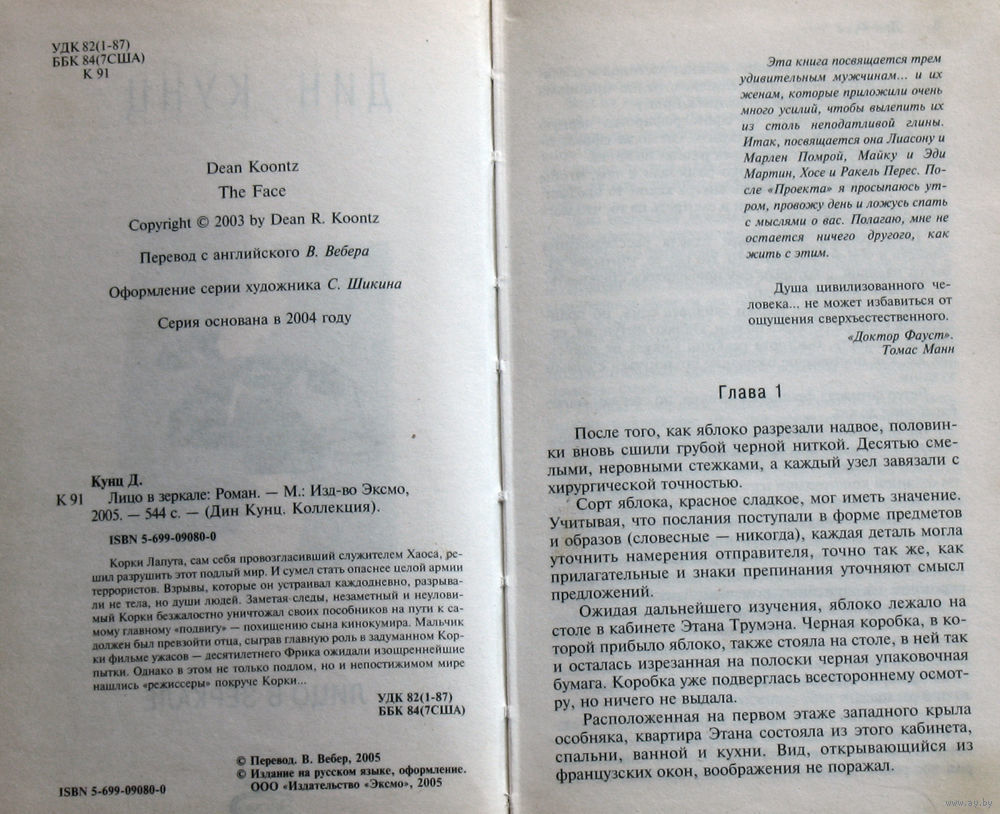 УДК 82(1-87)
ББК 84(7США)
К 91
Dean Koontz
The Face
Copyright © 2003 by Dean R. Koontz
Перевод с английского В. Вебера
Оформление серии художника С. Шикина
Серия основана в 2004 году
Кунц Д.
К 91 Лицо в зеркале: Роман. — М.: Изд-во Эксмо,
2005. — 544 с. — (Дин Кунц. Коллекция).
ISBN 5-699-09080-0
Корки Лапута, сам себя провозгласивший служителем Хаоса, ре-
шил разрушить этот подлый мир. И сумел стать опаснее целой армии
террористов. Взрывы, которые он устраивал каждодневно, разрыва-
ли не тела, но души людей. Заметая следы, незаметный и неулови-
мый Корки безжалостно уничтожал своих пособников на пути к са-
мому главному «подвигу» — похищению сына кинокумира. Мальчик
должен был превзойти отца, сыграв главную роль в задуманном Кор-
ки фильме ужасов — десятилетнего Фрика ожидали изощреннейшие
пытки. Однако в этом не только подлом, но и непостижимом мире
нашлись «режиссеры» покруче Корки...
УДК 82(1-87)
ББК 84(7США)
© Перевод. В. Вебер, 2005
© Издание на русском языке, оформление.
ООО «Издательство «Эксмо», 2005
ISBN 5-699-09080-0
Эта книга посвящается трем
удивительным мужчинам... и их
женам, которые приложили очень
много усилий, чтобы вылепить их
из столь неподатливой глины.
Итак, посвящается она Лиасону и
Марлен Помрой, Майку и Эди
Мартин, Хосе и Ракель Перес. По-
сле «Проекта» я просыпаюсь ут-
ром, провожу день и ложусь спать
с мыслями о вас. Полагаю, мне не
остается ничего другого, как
жить с этим.
Душа цивилизованного че-
ловека... не может избавиться от
ощущения сверхъестественного.
«Доктор Фауст».
Томас Манн
Глава 1
После того, как яблоко разрезали надвое, половин-
ки вновь сшили грубой черной ниткой. Десятью сме-
лыми, неровными стежками, а каждый узел завязали с
хирургической точностью.
Сорт яблока, красное сладкое, мог иметь значение.
Учитывая, что послания поступали в форме предметов
и образов (словесные — никогда), каждая деталь могла
уточнить намерения отправителя, точно так же, как
прилагательные и знаки препинания уточняют смысл
предложений.
Ожидая дальнейшего изучения, яблоко лежало на
столе в кабинете Этана Трумэна. Черная коробка, в ко-
торой прибыло яблоко, также стояла на столе, в ней так
и осталась изрезанная на полоски черная упаковочная
бумага. Коробка уже подверглась всестороннему осмот-
ру, но ничего не выдала.
Расположенная на первом этаже западного крыла
особняка, квартира Этана состояла из этого кабинета,
спальни, ванной и кухни. Вид, открывающийся из
французских окон, воображения не поражал.
www.ay.by